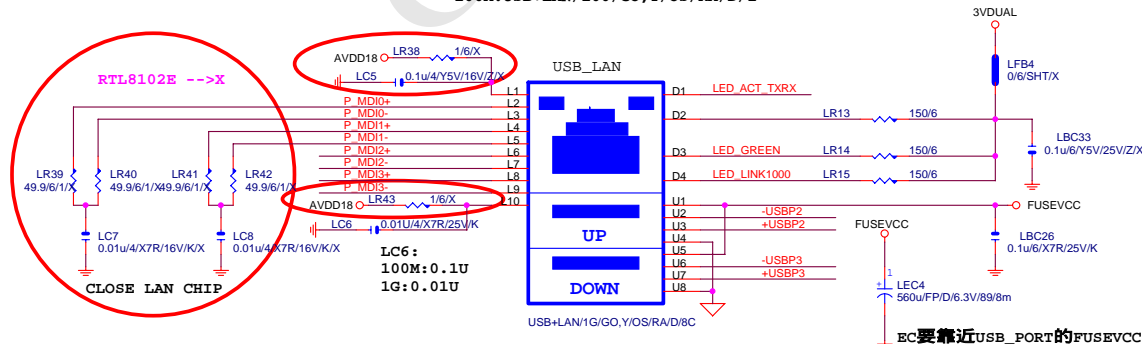 3VDUAL
AVDD18
LR38
1/6/X
USB_LAN
LFB4
0/6/SHT/X
RTL8102E -->X
LC5
0.1u/4/Y5V/16V/Z/X
L1
L2
L3
L4
L5
L6
L7
L8
L9
L10
P_MDI0+
P_MDI0-
P_MDI1+
P_MDI1-
P_MDI2+
P_MDI2-
P_MDI3+
P_MDI3-
D1
LED_ACT_TXRX
D2
LR13
150/6
D3
LED_GREEN
LR14
150/6
D4
LED_LINK1000
LR15
150/6
LBC33
0.1u/6/Y5V/25V/Z/X
LR39
49.9/6/1/X
LR40
49.9/6/1/X
LR41
49.9/6/1/X
LR42
49.9/6/1/X
AVDD18
LR43
1/6/X
LC6
0.01U/4/X7R/25V/K
U1
U2
U3
U4
U5
U6
U7
U8
-USBP2
+USBP2
-USBP3
+USBP3
FUSEVCC
FUSEVCC
LC7
0.01u/4/X7R/16V/K/X
LC8
0.01u/4/X7R/16V/K/X
LC6:
100M:0.1U
1G:0.01U
UP
DOWN
LBC26
0.1u/6/X7R/25V/K
1
+
LEC4
560u/FP/D/6.3V/89/8m
CLOSE LAN CHIP
USB+LAN/1G/GO,Y/OS/RA/D/8C
EC要靠近USB_PORT的FUSEVCC